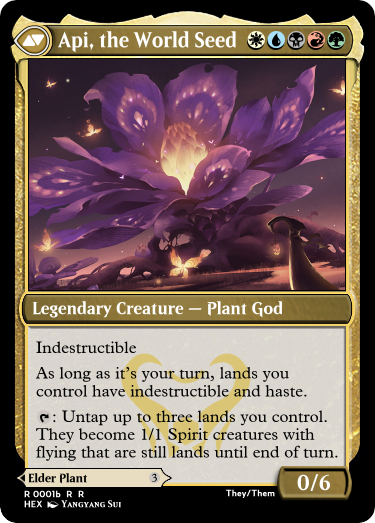 Api, the World Seed
Legendary Creature — Plant God
Indestructible
As long as it's your turn, lands you
control have indestructible and haste.
: Untap up to three lands you control.
They become 1/1 Spirit creatures with
flying that are still lands until end of turn.
Elder Plant 3
0/6
R 0001b R R
They/Them
HEX Yangyang Sui